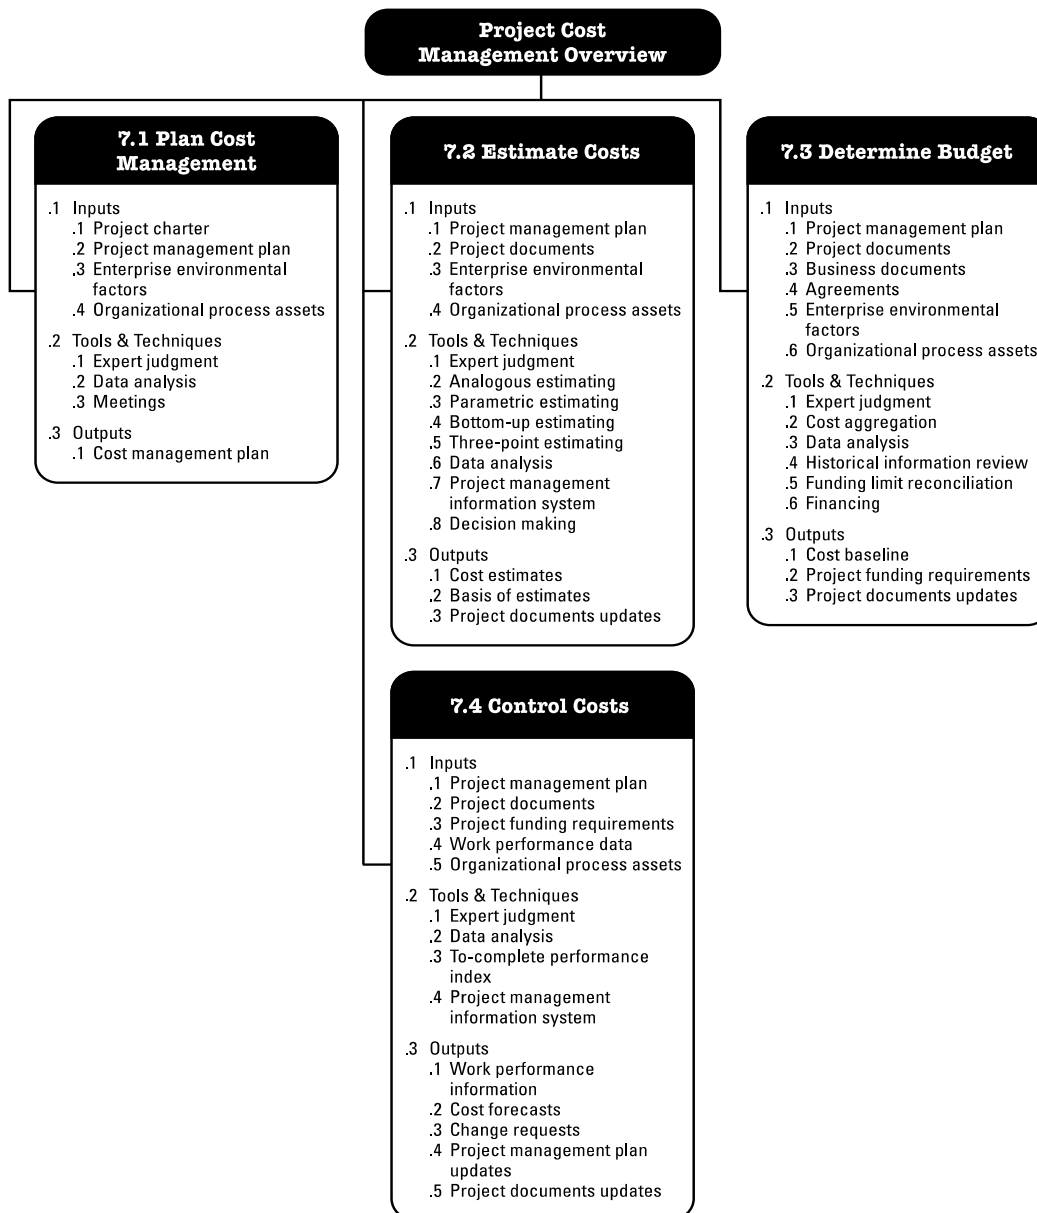 Project Cost
Management Overview
7.1 Plan Cost
Management
.1 Inputs
.1 Project charter
.2 Project management plan
.3 Enterprise environmental
factors
.4 Organizational process assets
.2 Tools & Techniques
.1 Expert judgment
.2 Data analysis
.3 Meetings
.3 Outputs
.1 Cost management plan
7.2 Estimate Costs
.1 Inputs
.1 Project management plan
.2 Project documents
.3 Enterprise environmental
factors
.4 Organizational process assets
.2 Tools & Techniques
.1 Expert judgment
.2 Analogous estimating
.3 Parametric estimating
.4 Bottom-up estimating
.5 Three-point estimating
.6 Data analysis
.7 Project management
information system
.8 Decision making
.3 Outputs
.1 Cost estimates
.2 Basis of estimates
.3 Project documents updates
7.3 Determine Budget
.1 Inputs
.1 Project management plan
.2 Project documents
.3 Business documents
.4 Agreements
.5 Enterprise environmental
factors
.6 Organizational process assets
.2 Tools & Techniques
.1 Expert judgment
.2 Cost aggregation
.3 Data analysis
.4 Historical information review
.5 Funding limit reconciliation
.6 Financing
.3 Outputs
.1 Cost baseline
.2 Project funding requirements
.3 Project documents updates
7.4 Control Costs
.1 Inputs
.1 Project management plan
.2 Project documents
.3 Project funding requirements
.4 Work performance data
.5 Organizational process assets
.2 Tools & Techniques
.1 Expert judgment
.2 Data analysis
.3 To-complete performance
index
.4 Project management
information system
.3 Outputs
.1 Work performance
information
.2 Cost forecasts
.3 Change requests
.4 Project management plan
updates
.5 Project documents updates